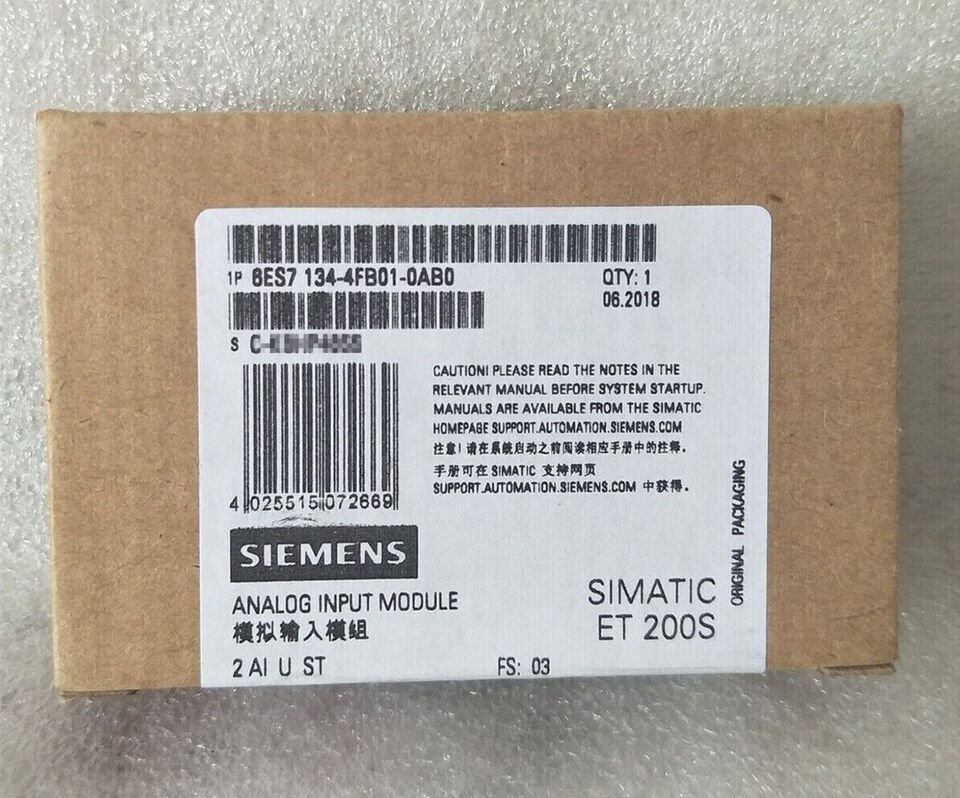 1P 6ES7 134-4FB01-0AB0
QTY: 1
06.2018
S
CAUTION! PLEASE READ THE NOTES IN THE
RELEVANT MANUAL BEFORE SYSTEM STARTUP.
MANUALS ARE AVAILABLE FROM THE SIMATIC
HOMEPAGE SUPPORT.AUTOMATION.SIEMENS.COM
注意! 请在系统启动之前阅读相应手册中的注释。
手册可在 SIMATIC 支持网页
SUPPORT.AUTOMATION.SIEMENS.COM 中获得。
4 025515 072669
SIEMENS
ANALOG INPUT MODULE
模拟输入模组
2 AI U ST
FS: 03
SIMATIC
ET 200S
ORIGINAL PACKAGING